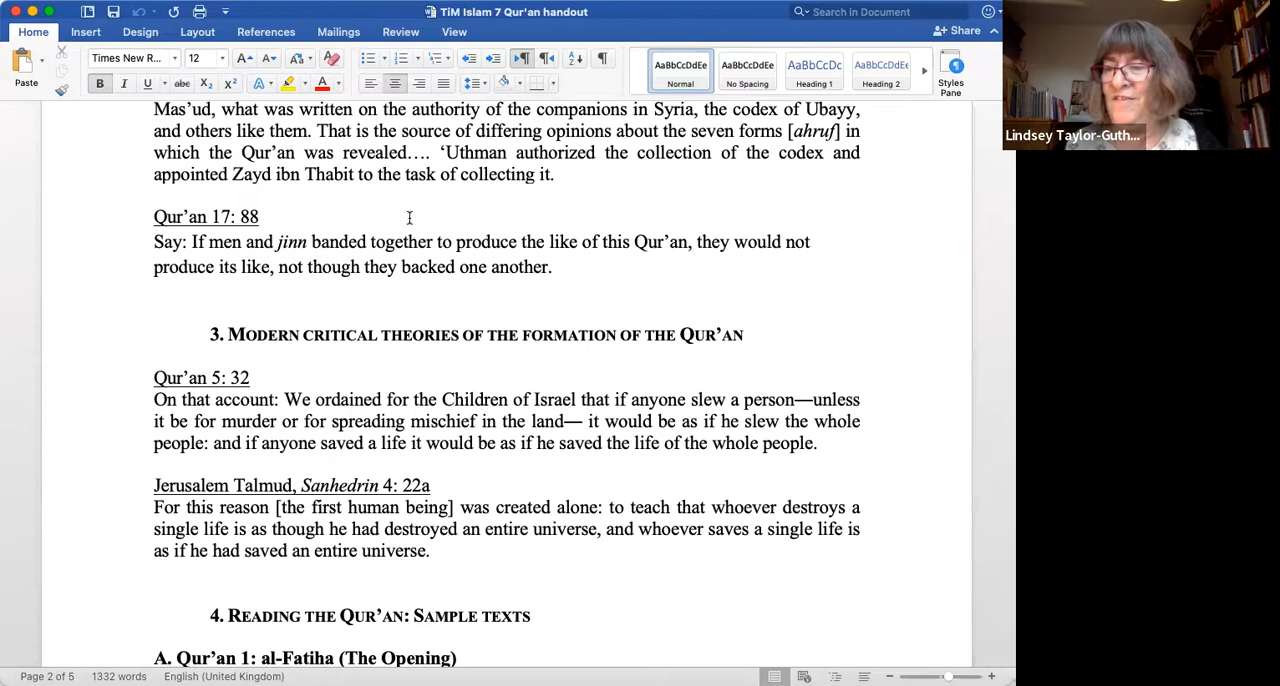 TiM Islam 7 Qur'an handout
Search in Document
Home Insert Design Layout References Mailings Review View
Share
Paste
Times New R... 12
AaBbCcDdEe AaBbCcDdEe AaBbCcDc AaBbCcDdEe
Normal No Spacing Heading 1 Heading 2
Styles
Pane
Lindsey Taylor-Guth...
Mas'ud, what was written on the authority of the companions in Syria, the codex of Ubayy,
and others like them. That is the source of differing opinions about the seven forms [ahruf] in
which the Qur'an was revealed…. 'Uthman authorized the collection of the codex and
appointed Zayd ibn Thabit to the task of collecting it.
Qur'an 17: 88
Say: If men and jinn banded together to produce the like of this Qur'an, they would not
produce its like, not though they backed one another.
3. MODERN CRITICAL THEORIES OF THE FORMATION OF THE QUR'AN
Qur'an 5: 32
On that account: We ordained for the Children of Israel that if anyone slew a person—unless
it be for murder or for spreading mischief in the land— it would be as if he slew the whole
people: and if anyone saved a life it would be as if he saved the life of the whole people.
Jerusalem Talmud, Sanhedrin 4: 22a
For this reason [the first human being] was created alone: to teach that whoever destroys a
single life is as though he had destroyed an entire universe, and whoever saves a single life is
as if he had saved an entire universe.
4. READING THE QUR'AN: SAMPLE TEXTS
A. Qur'an 1: al-Fatiha (The Opening)
Page 2 of 5 1332 words English (United Kingdom)